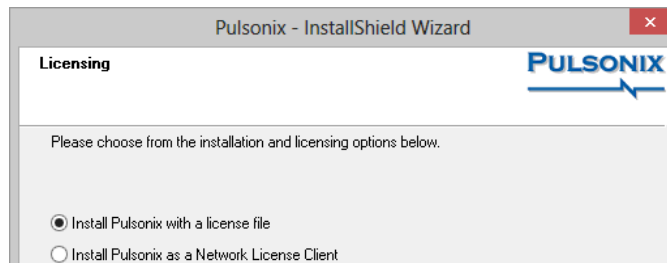 Pulsonix - InstallShield Wizard
Licensing
PULSONIX
Please choose from the installation and licensing options below.
Install Pulsonix with a license file
Install Pulsonix as a Network License Client